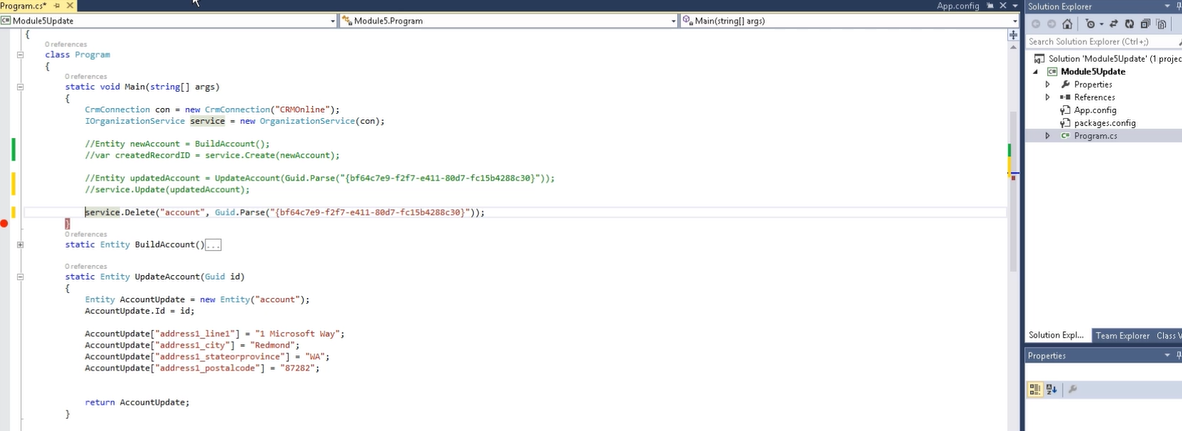 Program.cs*
App.config
Module5Update
Module5.Program
Main(string[] args)
{
0 references
class Program
{
0 references
static void Main(string[] args)
{
CrmConnection con = new CrmConnection("CRMOnline");
IOrganizationService service = new OrganizationService(con);
//Entity newAccount = BuildAccount();
//var createdRecordID = service.Create(newAccount);
//Entity updatedAccount = UpdateAccount(Guid.Parse("{bf64c7e9-f2f7-e411-80d7-fc15b4288c30}"));
//service.Update(updatedAccount);
service.Delete("account", Guid.Parse("{bf64c7e9-f2f7-e411-80d7-fc15b4288c30}"));
}
0 references
static Entity BuildAccount()...
0 references
static Entity UpdateAccount(Guid id)
{
Entity AccountUpdate = new Entity("account");
AccountUpdate.Id = id;
AccountUpdate["address1_line1"] = "1 Microsoft Way";
AccountUpdate["address1_city"] = "Redmond";
AccountUpdate["address1_stateorprovince"] = "WA";
AccountUpdate["address1_postalcode"] = "87282";
return AccountUpdate;
}
Solution Explorer
Search Solution Explorer (Ctrl+;)
Solution 'Module5Update' (1 projec
Module5Update
Properties
References
App.config
packages.config
Program.cs
Solution Expl... Team Explorer Class V
Properties